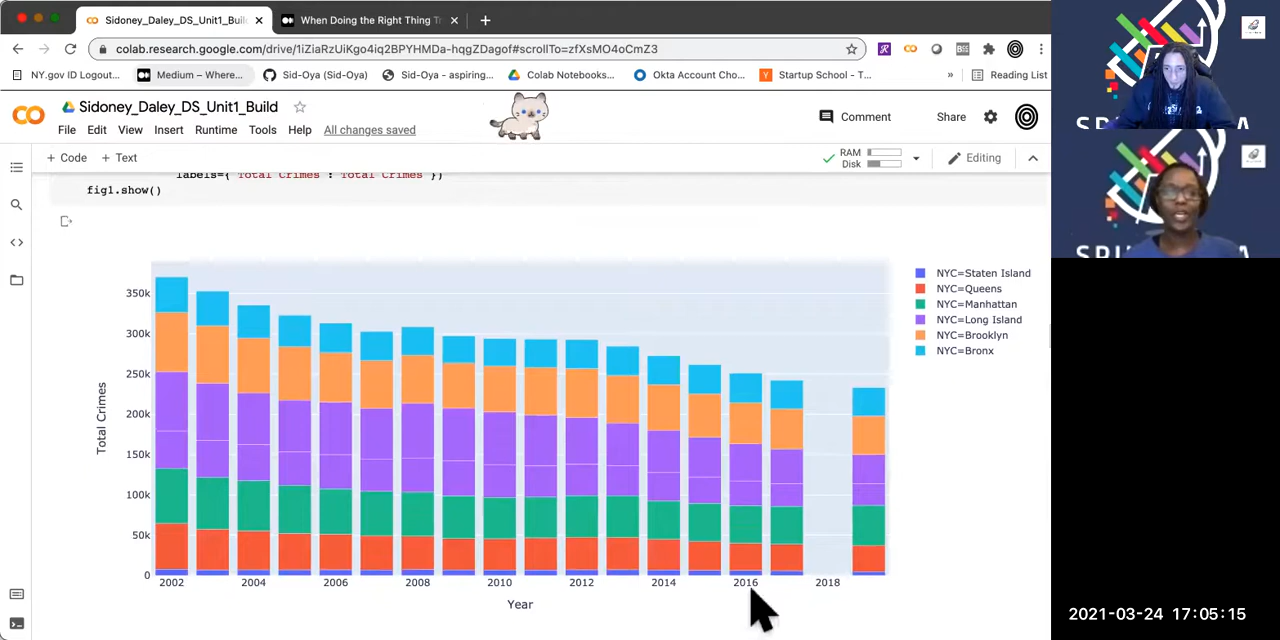 Sidoney_Daley_DS_Unit1_Buil
When Doing the Right Thing T
colab.research.google.com/drive/1iZiaRzUiKgo4iq2BPYHMDa-hqgZDagof#scrollTo=zfXsMO4oCmZ3
NY.gov ID Logout...
Medium – Where...
Sid-Oya (Sid-Oya)
Sid-Oya - aspiring...
Colab Notebooks...
Okta Account Cho...
Startup School - T...
»
Reading List
Sidoney_Daley_DS_Unit1_Build
Comment
Share
File Edit View Insert Runtime Tools Help All changes saved
+ Code + Text
RAM
Disk
Editing
labels={'Total Crimes': 'Total Crimes'})
fig1.show()
350k
300k
250k
200k
150k
100k
50k
0
Total Crimes
2002 2004 2006 2008 2010 2012 2014 2016 2018
Year
NYC=Staten Island
NYC=Queens
NYC=Manhattan
NYC=Long Island
NYC=Brooklyn
NYC=Bronx
2021-03-24 17:05:15